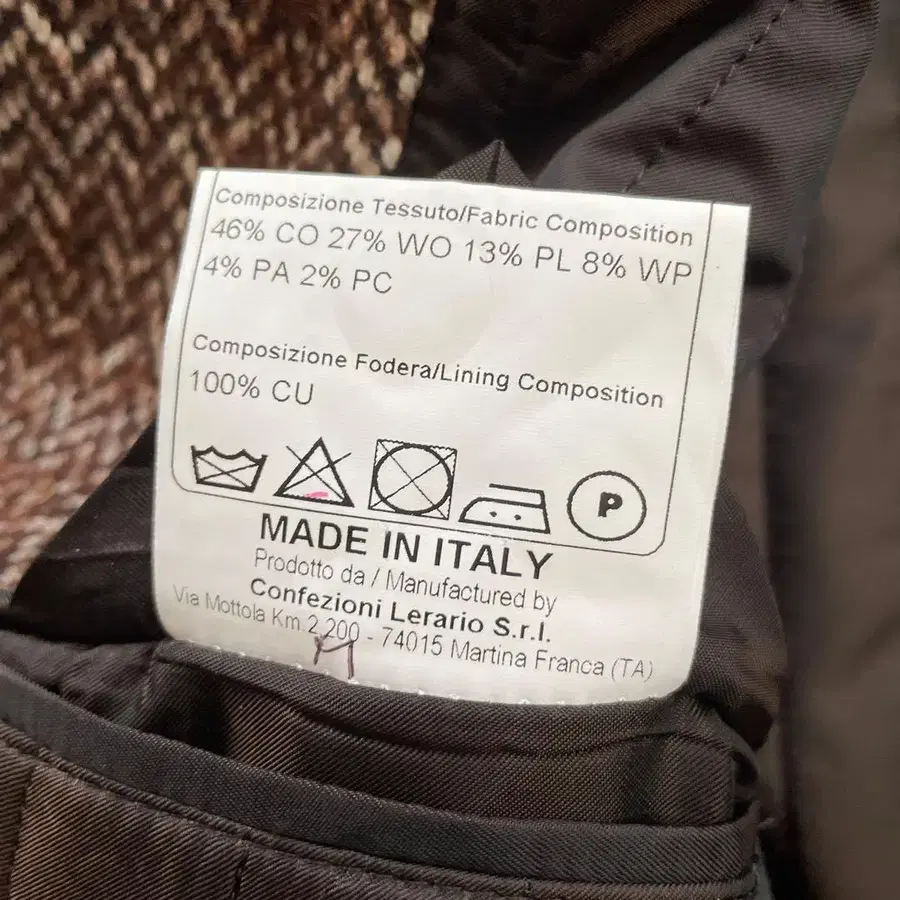 Composizione Tessuto/Fabric Composition
46% CO 27% WO 13% PL 8% WP
4% PA 2% PC
Composizione Fodera/Lining Composition
100% CU
P
MADE IN ITALY
Prodotto da / Manufactured by
Confezioni Lerario S.r.l.
Via Mottola Km.2,200 - 74015 Martina Franca (TA)